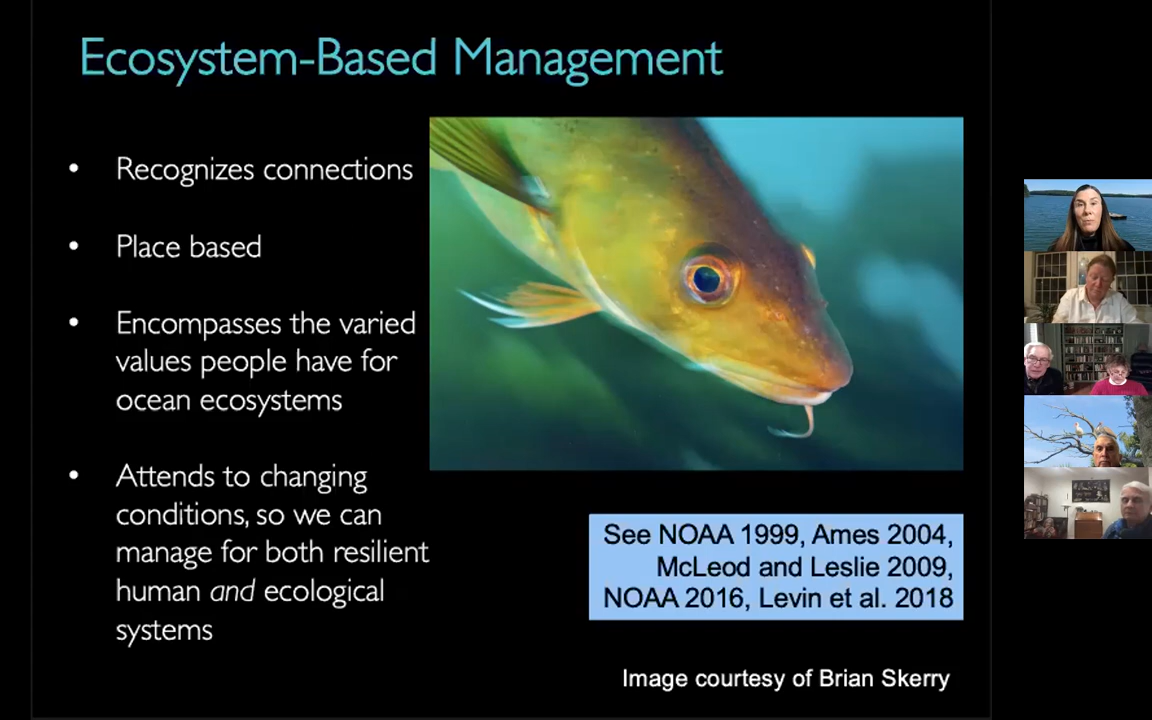 Ecosystem-Based Management
• Recognizes connections
• Place based
• Encompasses the varied
values people have for
ocean ecosystems
• Attends to changing
conditions, so we can
manage for both resilient
human and ecological
systems
See NOAA 1999, Ames 2004,
McLeod and Leslie 2009,
NOAA 2016, Levin et al. 2018
Image courtesy of Brian Skerry